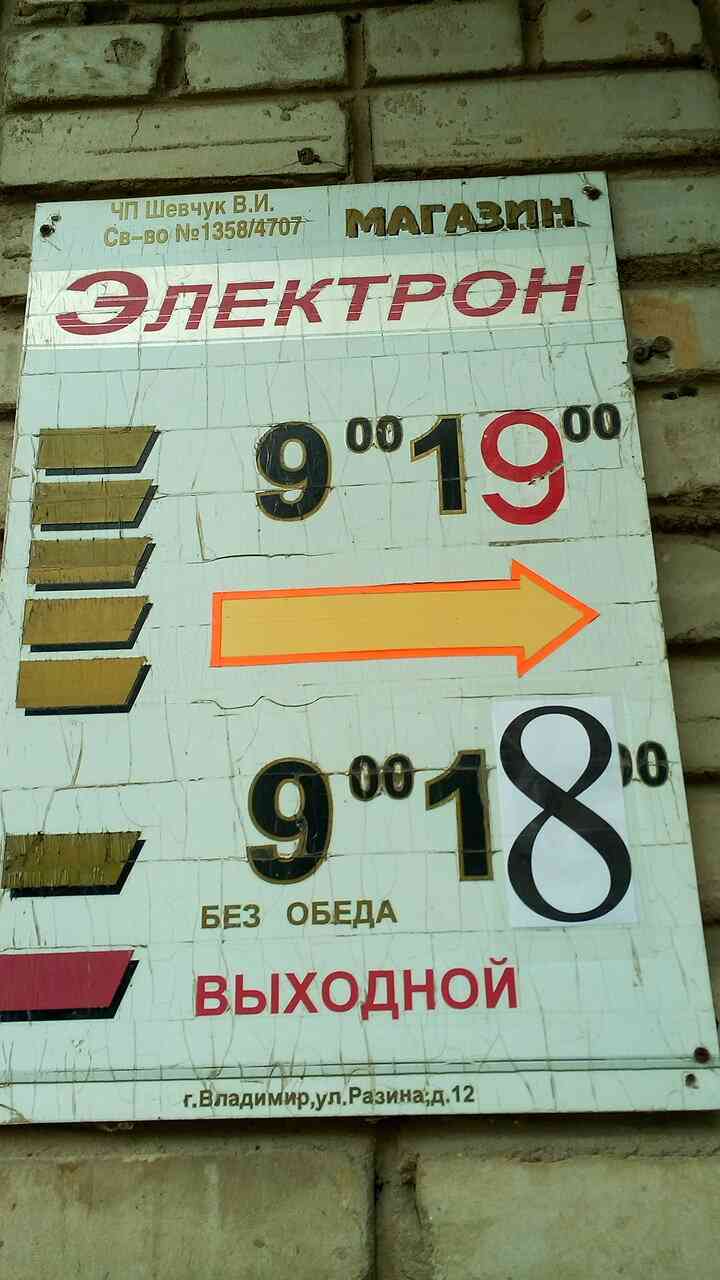 ЧП Шевчук В.И.
Св-во №1358/4707
МАГАЗИН
ЭЛЕКТРОН
9 00 19 00
9 00 18 00
БЕЗ ОБЕДА
ВЫХОДНОЙ
г.Владимир,ул.Разина,д.12